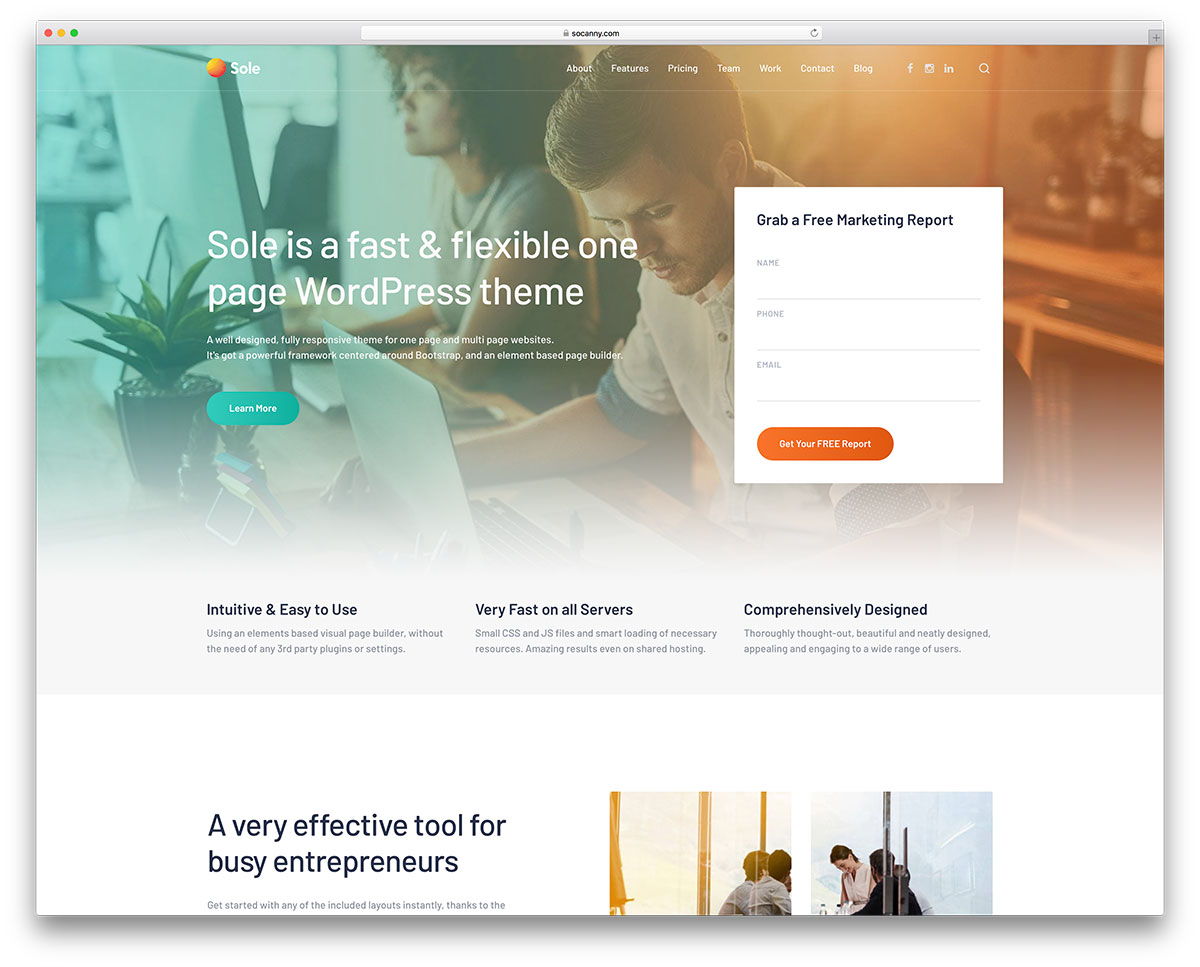 socanny.com
Sole
About Features Pricing Team Work Contact Blog
Sole is a fast & flexible one
page WordPress theme
A well designed, fully responsive theme for one page and multi page websites.
It's got a powerful framework centered around Bootstrap, and an element based page builder.
Learn More
Grab a Free Marketing Report
NAME
PHONE
EMAIL
Get Your FREE Report
Intuitive & Easy to Use
Using an elements based visual page builder, without
the need of any 3rd party plugins or settings.
Very Fast on all Servers
Small CSS and JS files and smart loading of necessary
resources. Amazing results even on shared hosting.
Comprehensively Designed
Thoroughly thought-out, beautiful and neatly designed,
appealing and engaging to a wide range of users.
A very effective tool for
busy entrepreneurs
Get started with any of the included layouts instantly, thanks to the